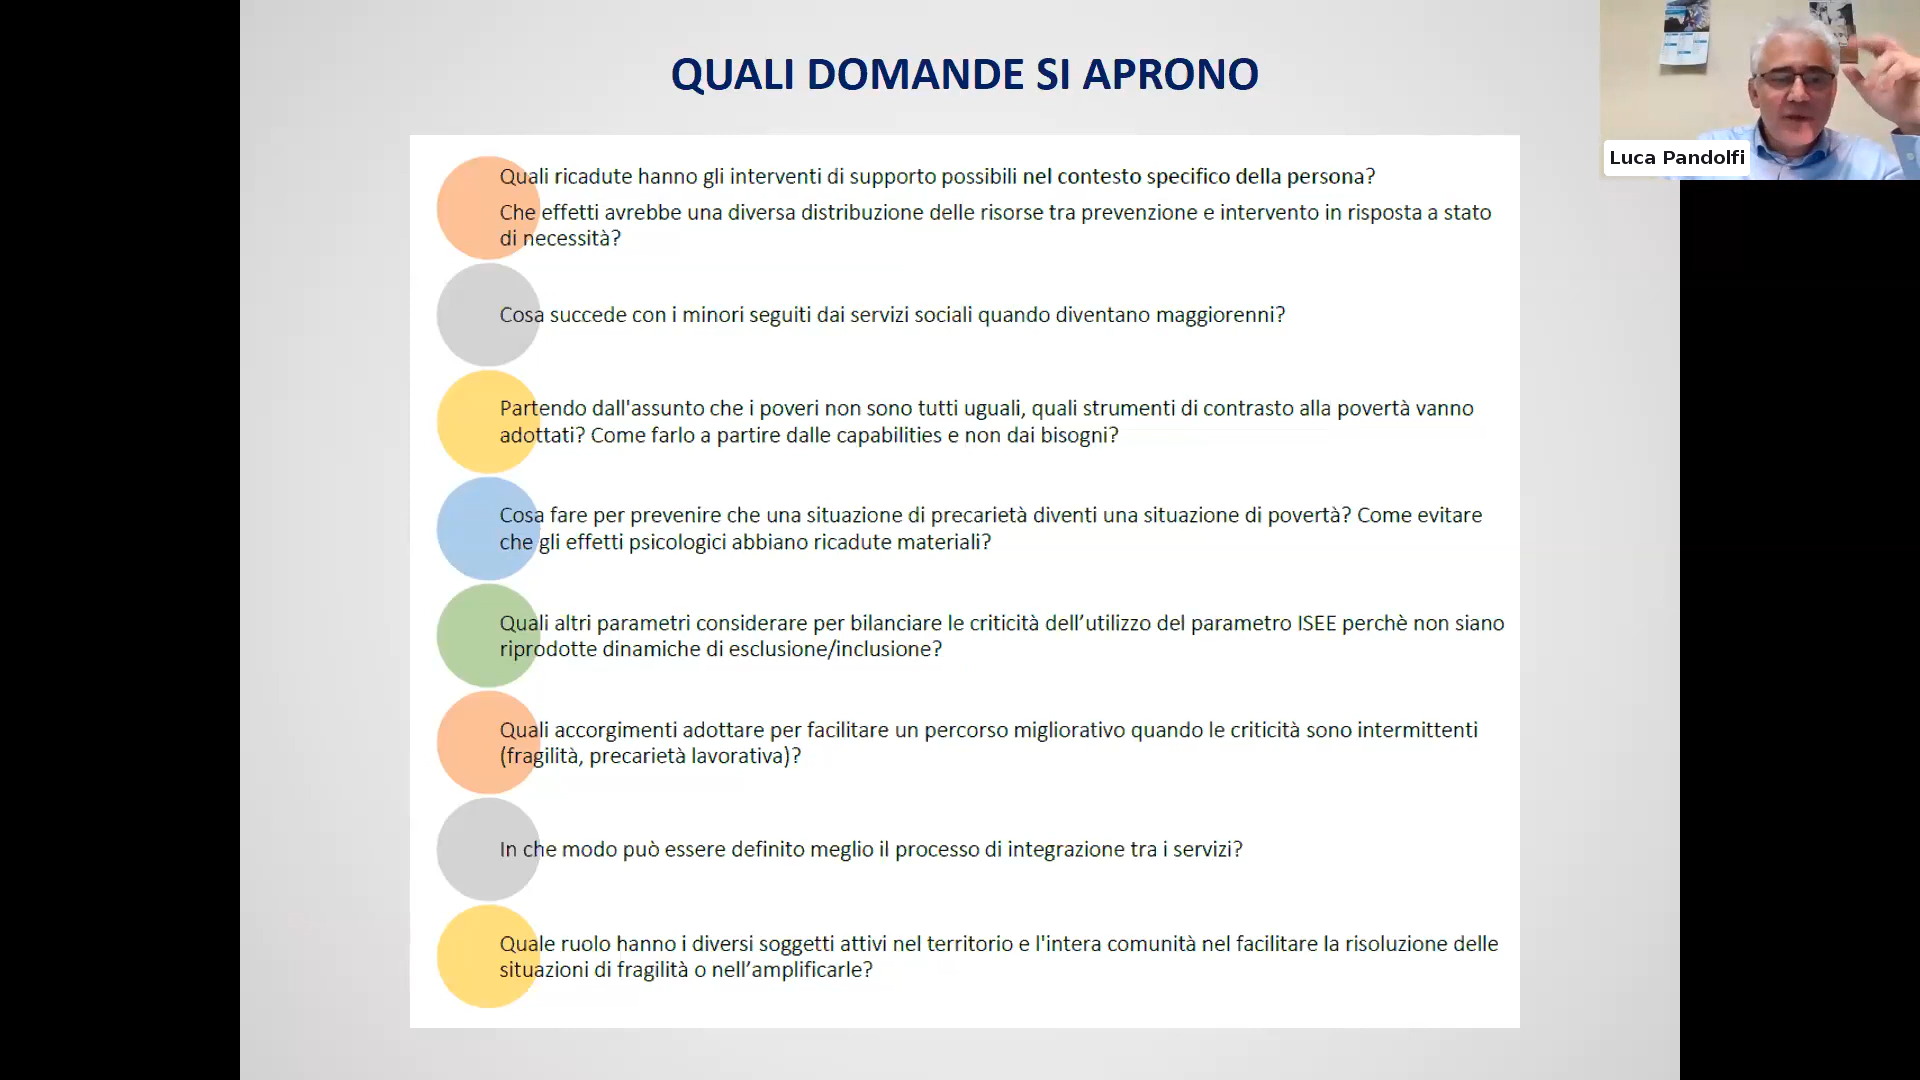 QUALI DOMANDE SI APRONO
Luca Pandolfi
Quali ricadute hanno gli interventi di supporto possibili nel contesto specifico della persona?
Che effetti avrebbe una diversa distribuzione delle risorse tra prevenzione e intervento in risposta a stato
di necessità?
Cosa succede con i minori seguiti dai servizi sociali quando diventano maggiorenni?
Partendo dall'assunto che i poveri non sono tutti uguali, quali strumenti di contrasto alla povertà vanno
adottati? Come farlo a partire dalle capabilities e non dai bisogni?
Cosa fare per prevenire che una situazione di precarietà diventi una situazione di povertà? Come evitare
che gli effetti psicologici abbiano ricadute materiali?
Quali altri parametri considerare per bilanciare le criticità dell’utilizzo del parametro ISEE perchè non siano
riprodotte dinamiche di esclusione/inclusione?
Quali accorgimenti adottare per facilitare un percorso migliorativo quando le criticità sono intermittenti
(fragilità, precarietà lavorativa)?
In che modo può essere definito meglio il processo di integrazione tra i servizi?
Quale ruolo hanno i diversi soggetti attivi nel territorio e l'intera comunità nel facilitare la risoluzione delle
situazioni di fragilità o nell’amplificarle?